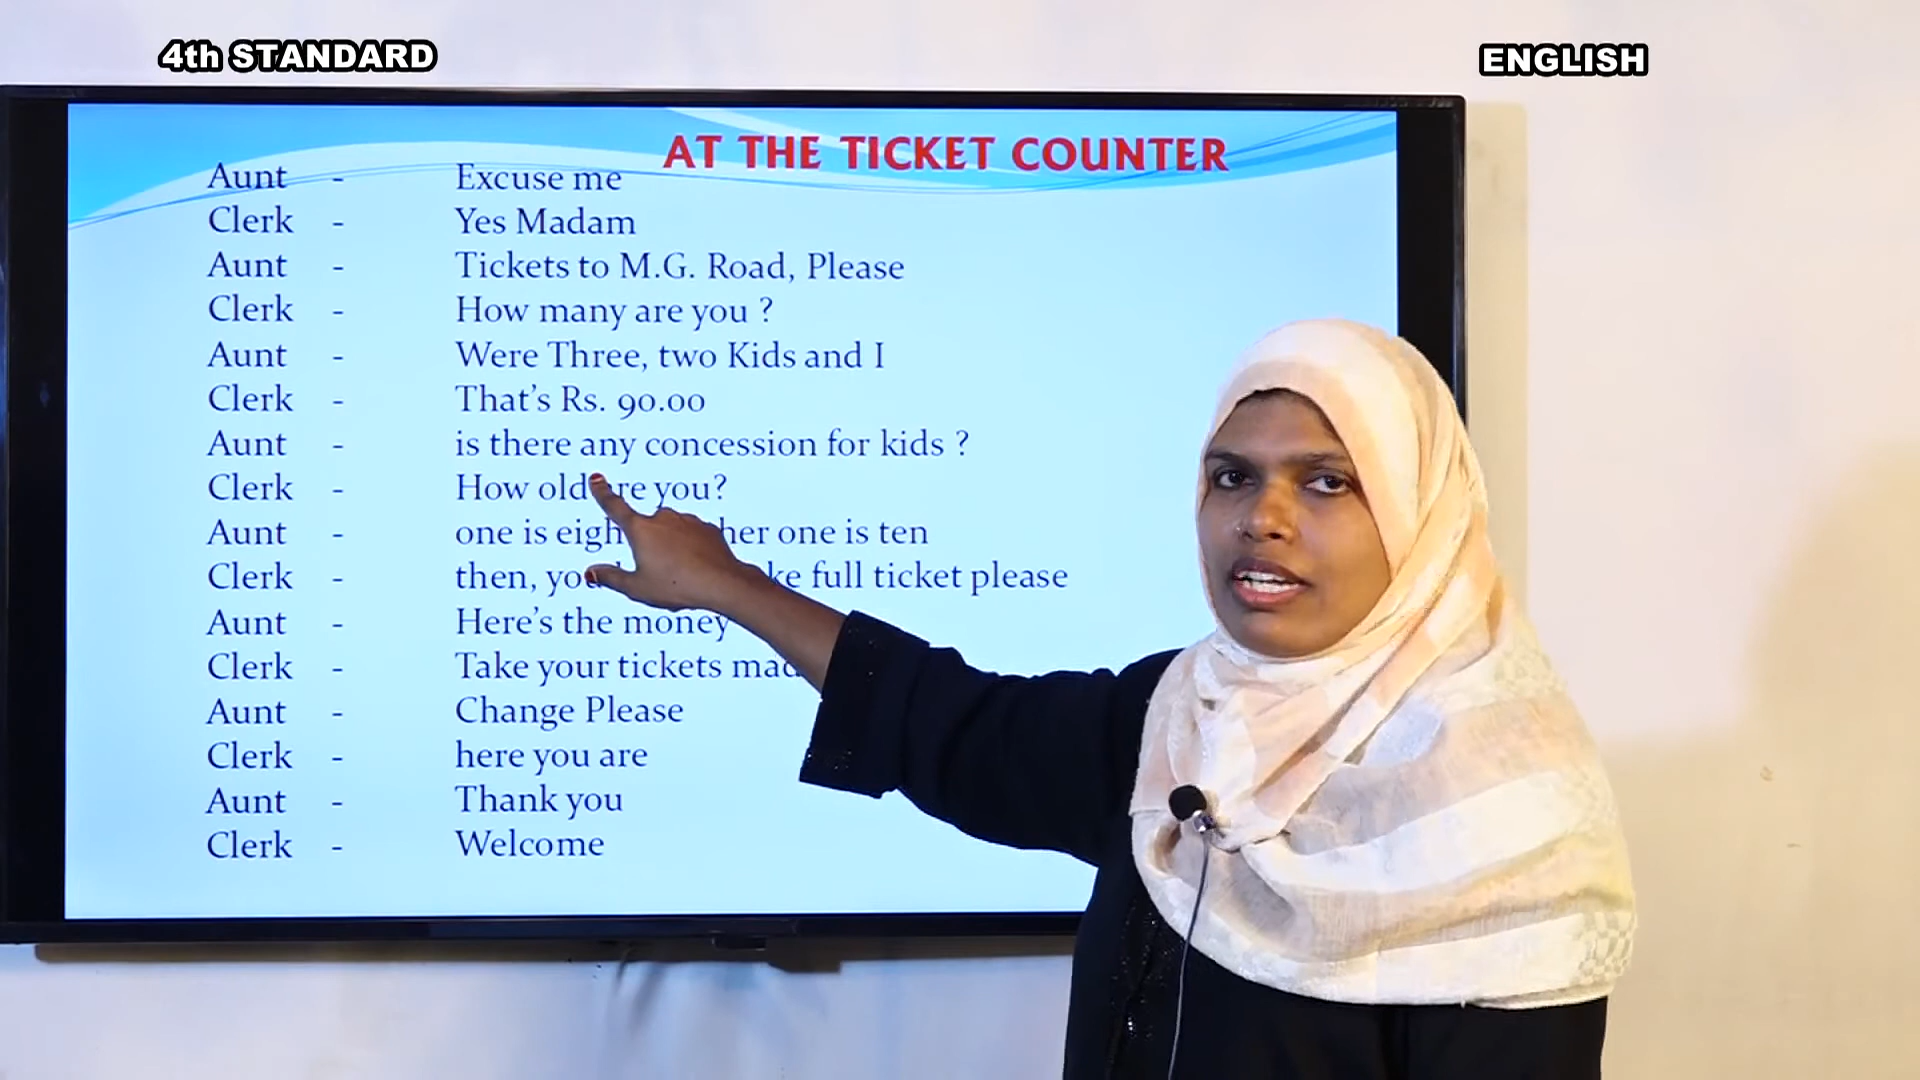 4th STANDARD
ENGLISH
AT THE TICKET COUNTER
Aunt - Excuse me
Clerk - Yes Madam
Aunt - Tickets to M.G. Road, Please
Clerk - How many are you ?
Aunt - Were Three, two Kids and I
Clerk - That's Rs. 90.00
Aunt - is there any concession for kids ?
Clerk - How old are you?
Aunt - one is one is ten
Clerk - then, full ticket please
Aunt - Here's the money
Clerk - Take your tickets
Aunt - Change Please
Clerk - here you are
Aunt - Thank you
Clerk - Welcome